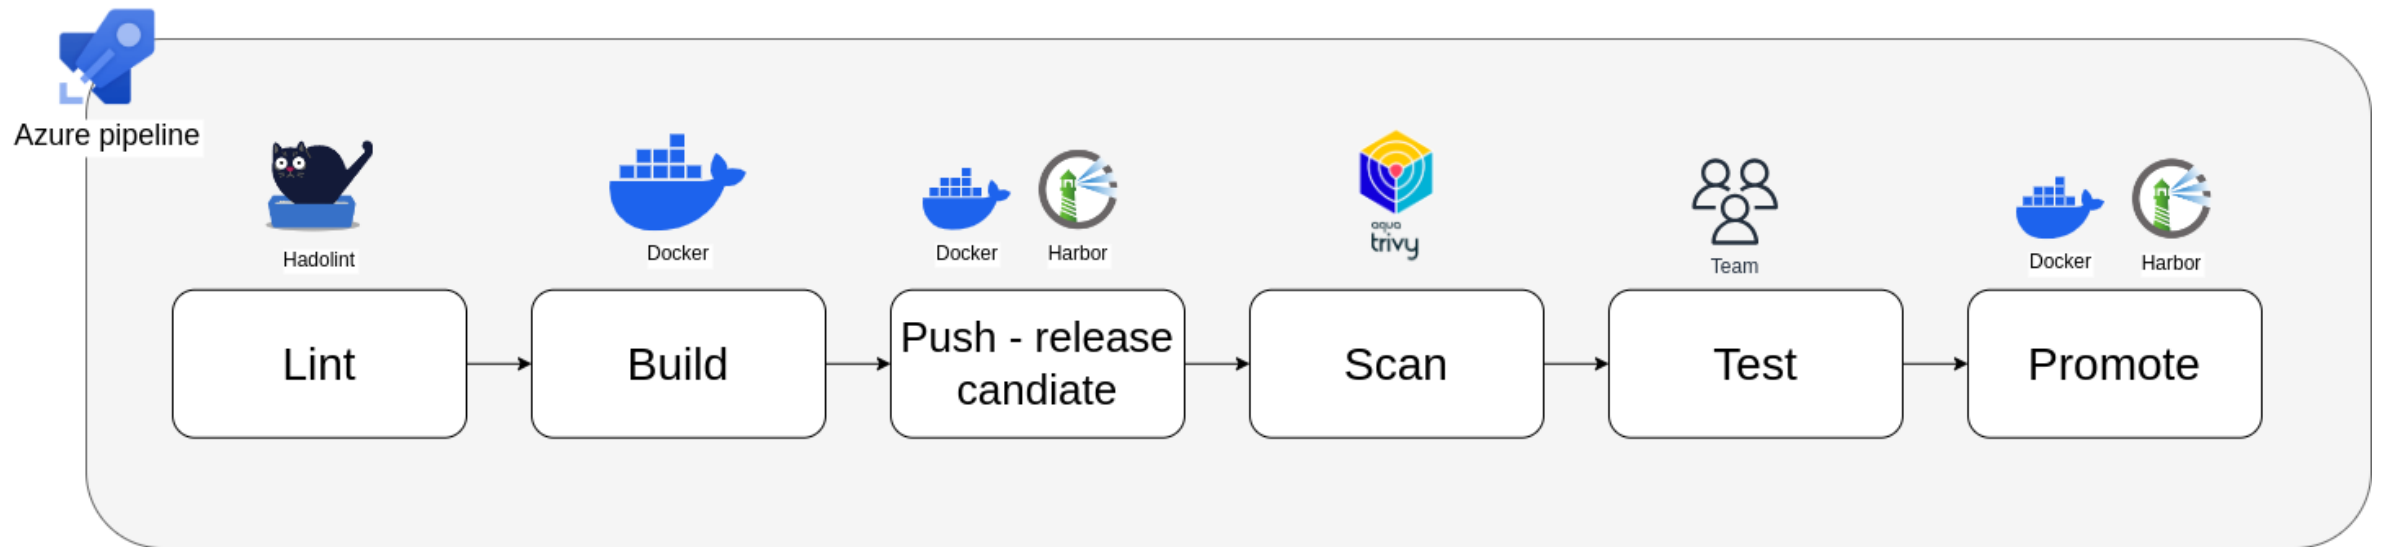 Azure pipeline
Hadolint
Docker
Docker
Harbor
aqua
trivy
Team
Docker
Harbor
Lint
Build
Push - release
candiate
Scan
Test
Promote